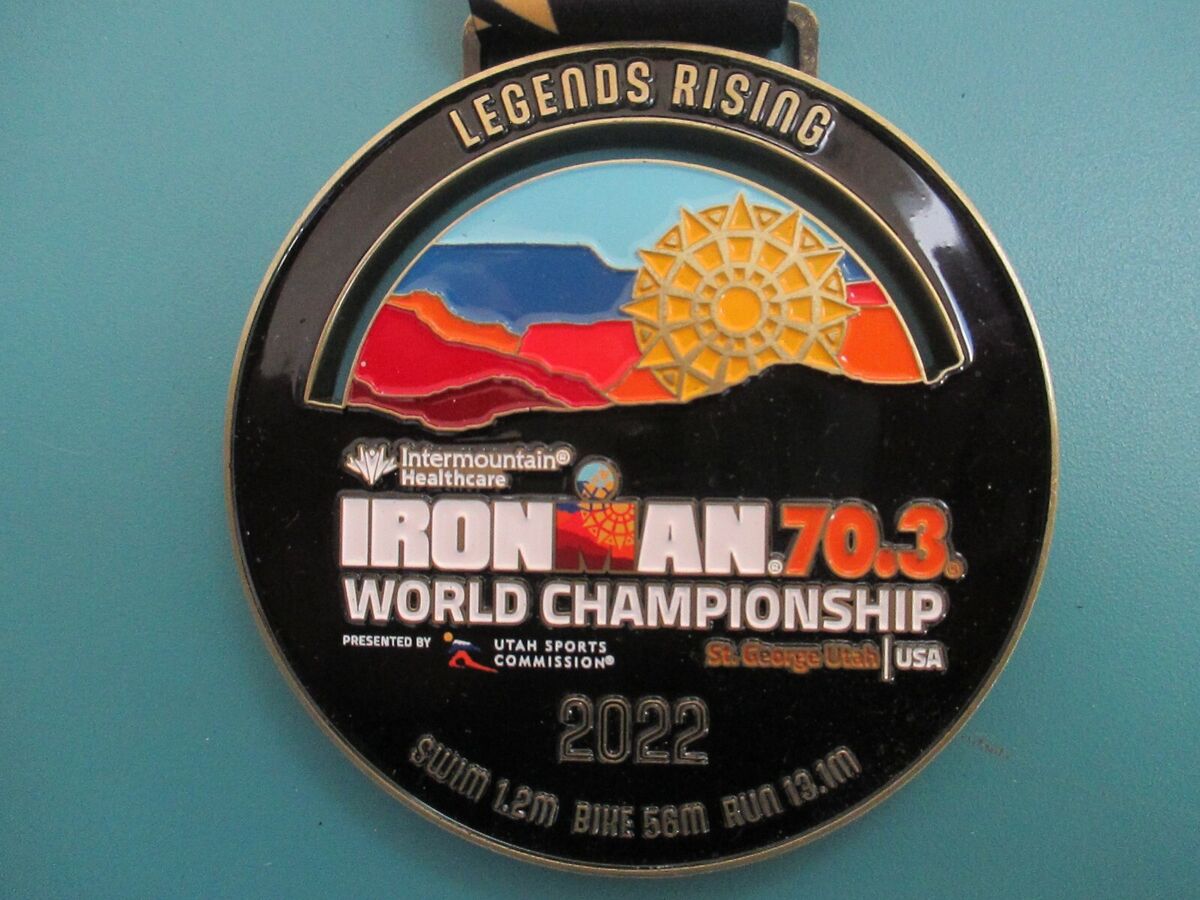 LEGENDS RISING
Intermountain®
Healthcare
IRONMAN®70.3®
WORLD CHAMPIONSHIP
PRESENTED BY UTAH SPORTS
COMMISSION®
St. George Utah | USA
2022
SWIM 1.2M BIKE 56M RUN 13.1M